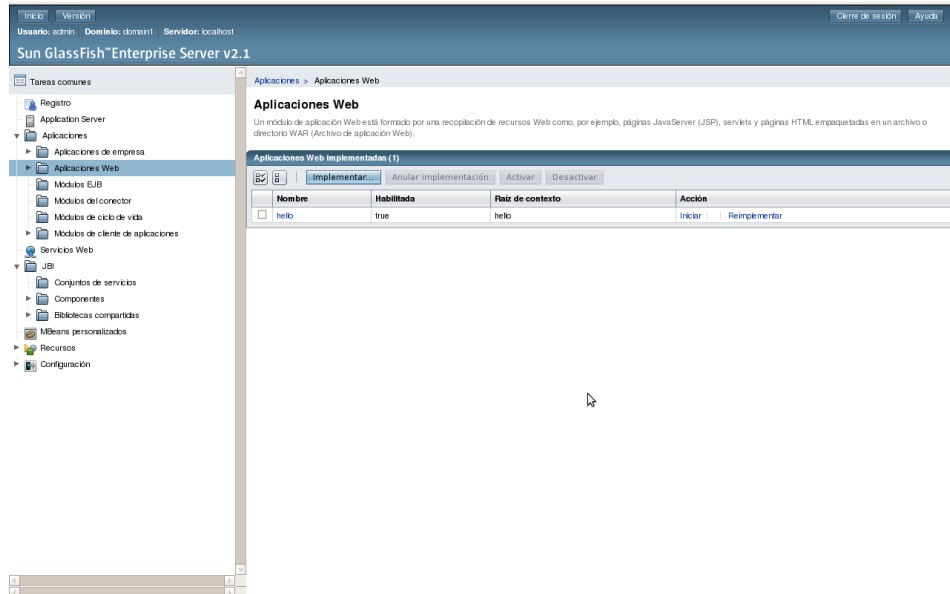 Inicio Versión Cierre de sesión Ayuda
Usuario: admin Dominio: domain1 Servidor: localhost
Sun GlassFish™ Enterprise Server v2.1
Tareas comunes
Registro
Application Server
Aplicaciones
Aplicaciones de empresa
Aplicaciones Web
Módulos EJB
Módulos del conector
Módulos de ciclo de vida
Módulos de cliente de aplicaciones
Servicios Web
JBI
Conjuntos de servicios
Componentes
Bibliotecas compartidas
MBeans personalizados
Recursos
Configuración
Aplicaciones > Aplicaciones Web
Aplicaciones Web
Un módulo de aplicación Web está formado por una recopilación de recursos Web como, por ejemplo, páginas JavaServer (JSP), servlets y páginas HTML empaquetadas en un archivo o
directorio WAR (Archivo de aplicación Web).
Aplicaciones Web implementadas (1)
Implementar... Anular implementación Activar Desactivar
Nombre Habilitada Raíz de contexto Acción
hello true hello Iniciar Reimplementar